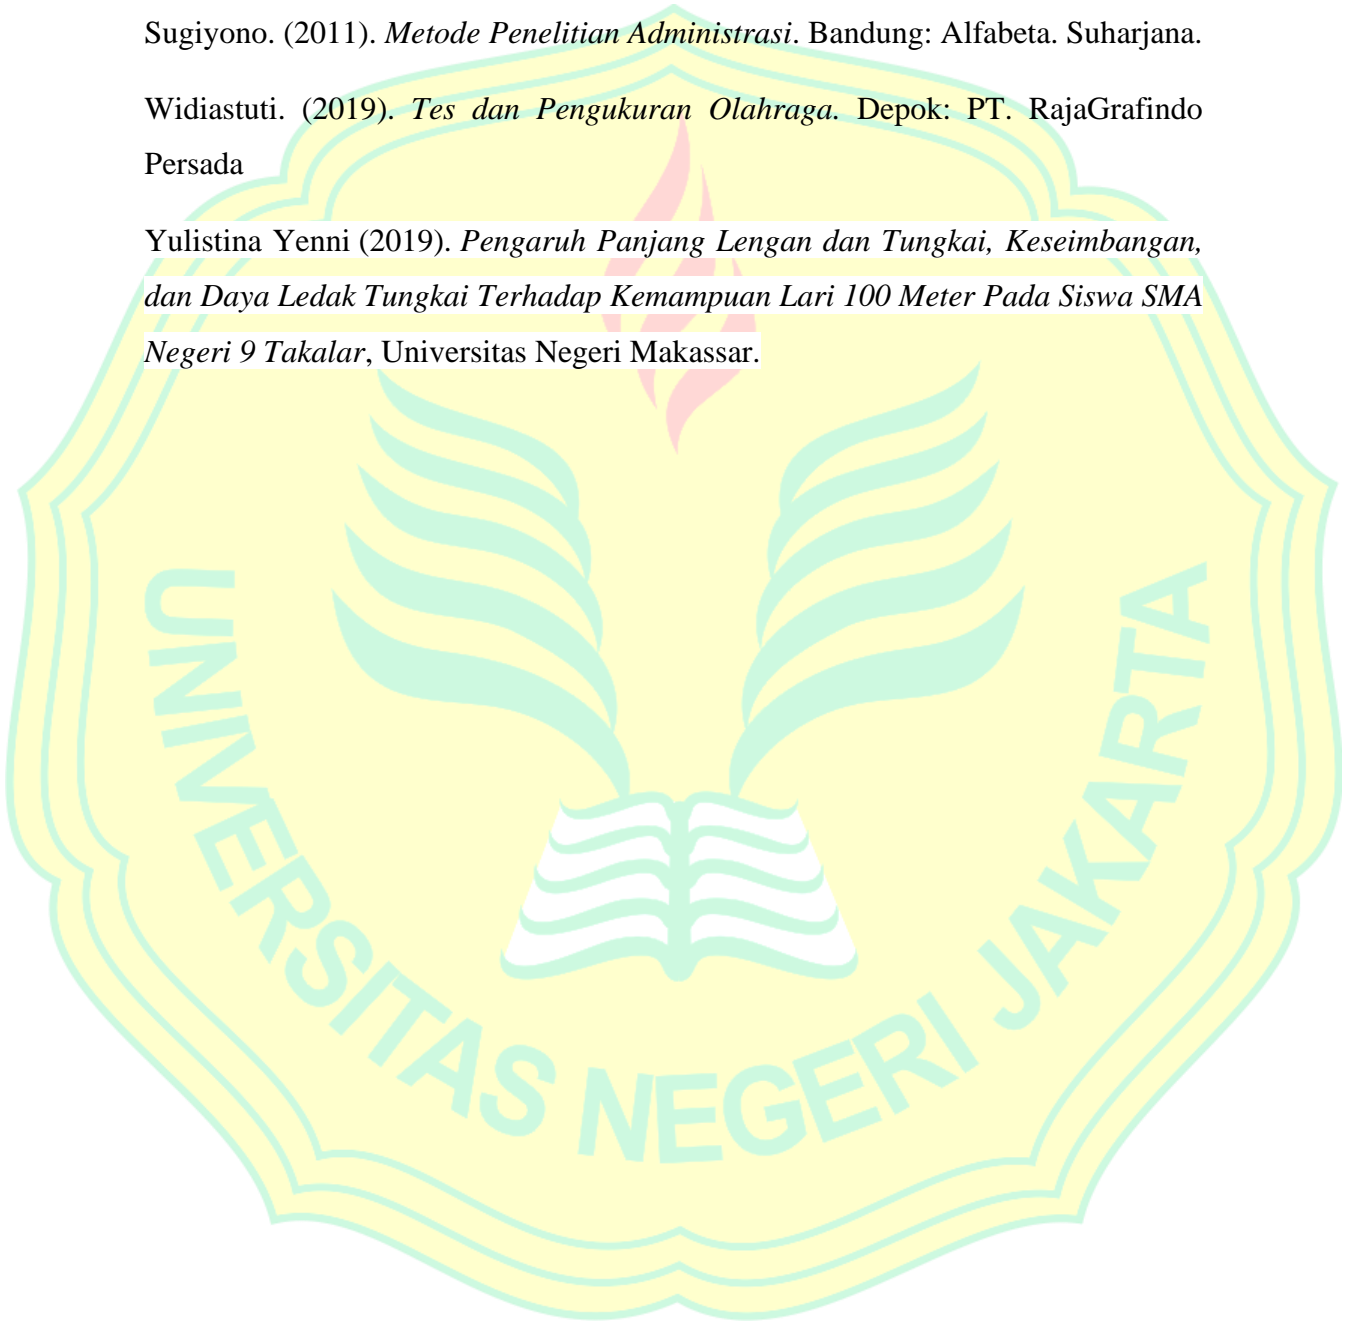 Sugiyono. (2011). Metode Penelitian Administrasi. Bandung: Alfabeta. Suharjana.
Widiastuti. (2019). Tes dan Pengukuran Olahraga. Depok: PT. RajaGrafindo
Persada
Yulistina Yenni (2019). Pengaruh Panjang Lengan dan Tungkai, Keseimbangan,
dan Daya Ledak Tungkai Terhadap Kemampuan Lari 100 Meter Pada Siswa SMA
Negeri 9 Takalar, Universitas Negeri Makassar.
UNIVERSITAS NEGERI JAKARTA